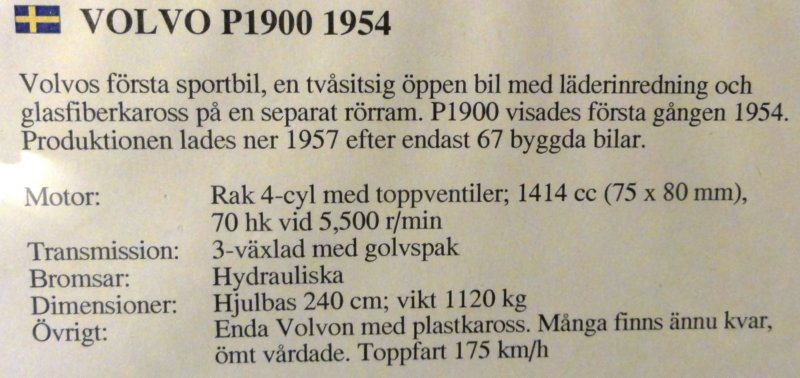 VOLVO P1900 1954
Volvos första sportbil, en tvåsitsig öppen bil med läderinredning och
glasfiberkaross på en separat rörram. P1900 visades första gången 1954.
Produktionen lades ner 1957 efter endast 67 byggda bilar.
Motor: Rak 4-cyl med toppventiler; 1414 cc (75 x 80 mm),
70 hk vid 5,500 r/min
Transmission: 3-växlad med golvspak
Bromsar: Hydrauliska
Dimensioner: Hjulbas 240 cm; vikt 1120 kg
Övrigt: Enda Volvon med plastkaross. Många finns ännu kvar,
ömt vårdade. Toppfart 175 km/h